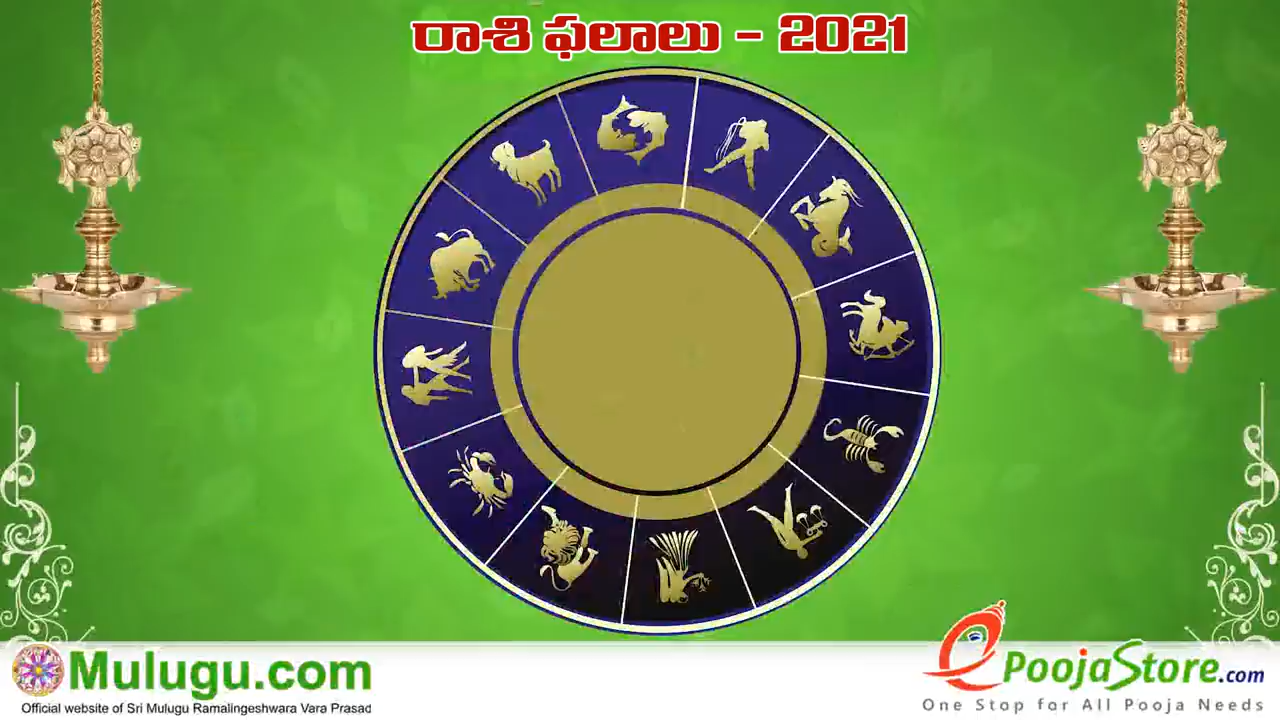 రాశి ఫలాలు - 2021
Mulugu.com
Official website of Sri Mulugu Ramalingeshwara Vara Prasad
ePoojaStore.com
One Stop for All Pooja Needs